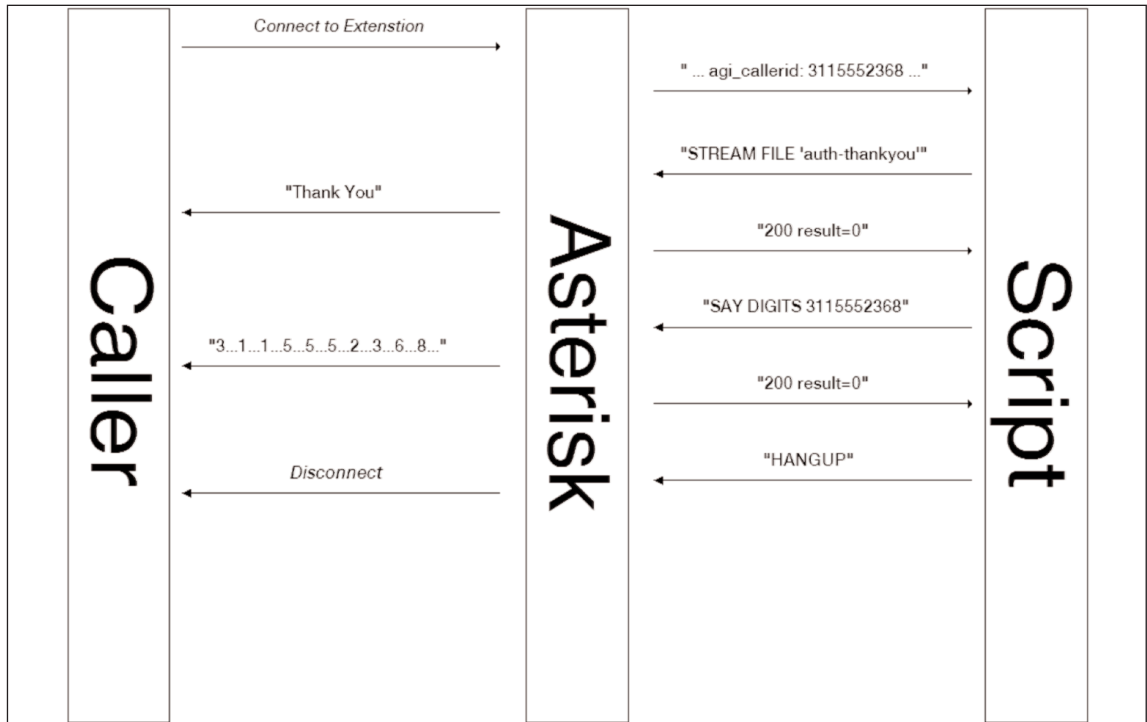 Connect to Extenstion
" ... agi_callerid: 3115552368 ..."
"STREAM FILE 'auth-thankyou'"
"Thank You"
"200 result=0"
"SAY DIGITS 3115552368"
"3...1...1...5...5...5...2...3...6...8..."
"200 result=0"
"HANGUP"
Disconnect
Caller
Asterisk
Script